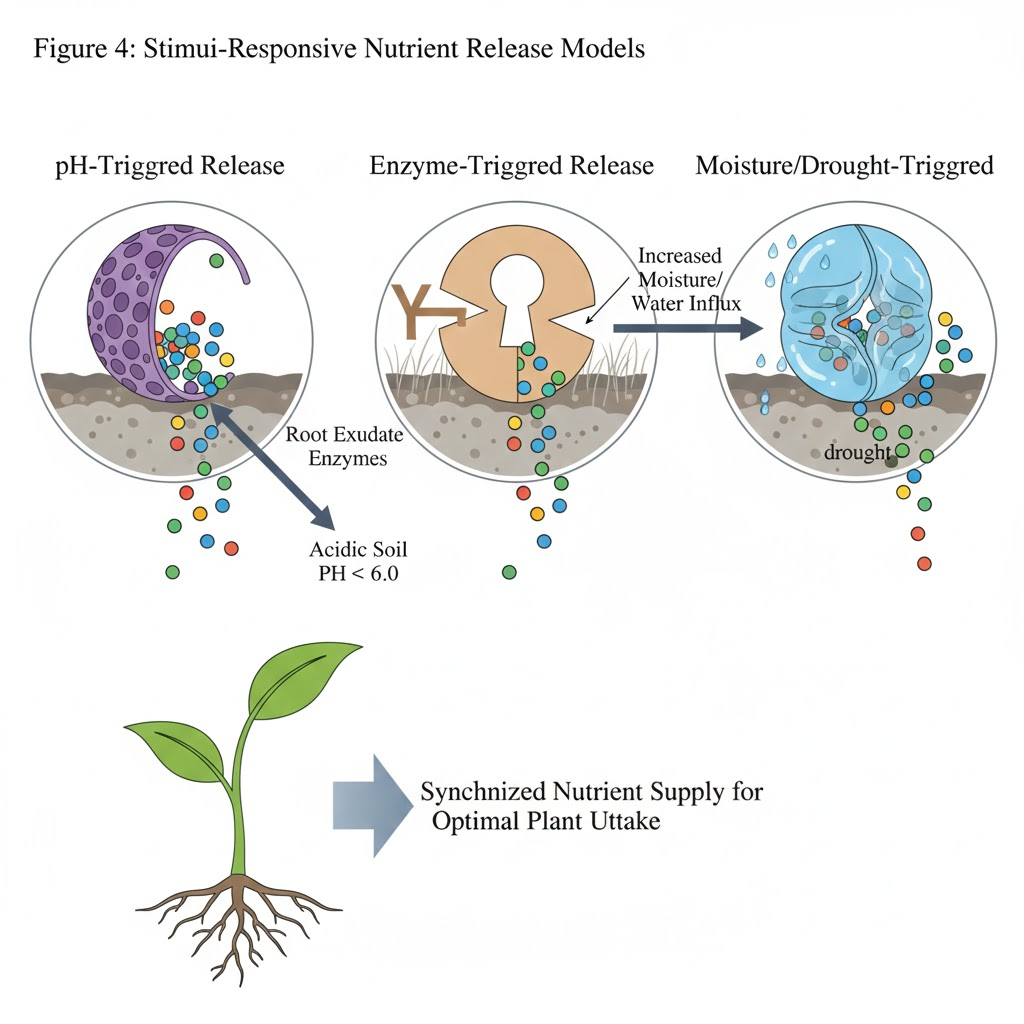 Figure 4: Stimui-Responsive Nutrient Release Models
pH-Triggred Release
Enzyme-Triggred Release
Moisture/Drought-Triggred
Increased
Moisture/
Water Influx
Root Exudate
Enzymes
drought
Acidic Soil
PH < 6.0
Synchnized Nutrient Supply for
Optimal Plant Uttake